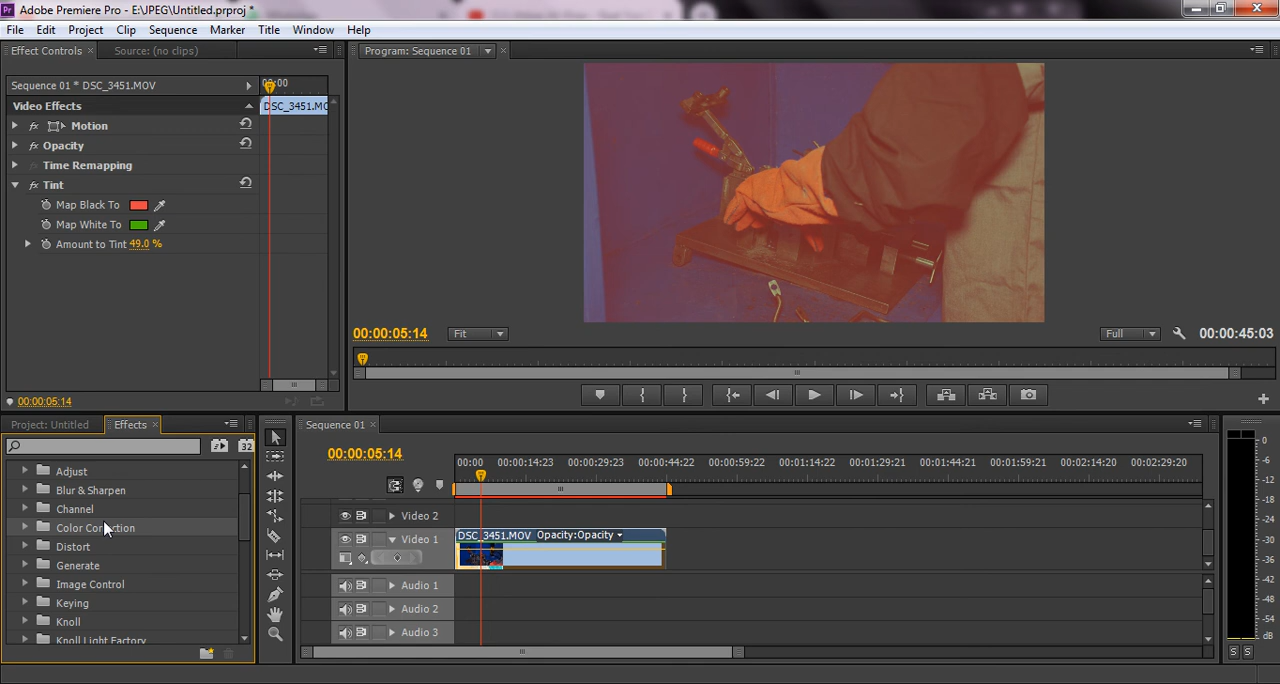 Pr Adobe Premiere Pro - E:\JPEG\Untitled.prproj *
File Edit Project Clip Sequence Marker Title Window Help
Effect Controls × Source: (no clips)
Program: Sequence 01
Sequence 01 * DSC_3451.MOV
00:00
Video Effects
DSC_3451.MO
fx Motion
fx Opacity
Time Remapping
fx Tint
Map Black To
Map White To
Amount to Tint 49.0 %
00:00:05:14
Fit
Full
00:00:45:03
00:00:05:14
Project: Untitled
Effects ×
32
Adjust
Blur & Sharpen
Channel
Color Correction
Distort
Generate
Image Control
Keying
Knoll
Knoll Light Factory
Sequence 01 ×
00:00:05:14
00:00 00:00:14:23 00:00:29:23 00:00:44:22 00:00:59:22 00:01:14:22 00:01:29:21 00:01:44:21 00:01:59:21 00:02:14:20 00:02:29:20
Video 2
Video 1
DSC_3451.MOV Opacity:Opacity
Audio 1
Audio 2
Audio 3
0
-6
-12
-18
-24
-30
-36
-42
-48
-54
dB
S S